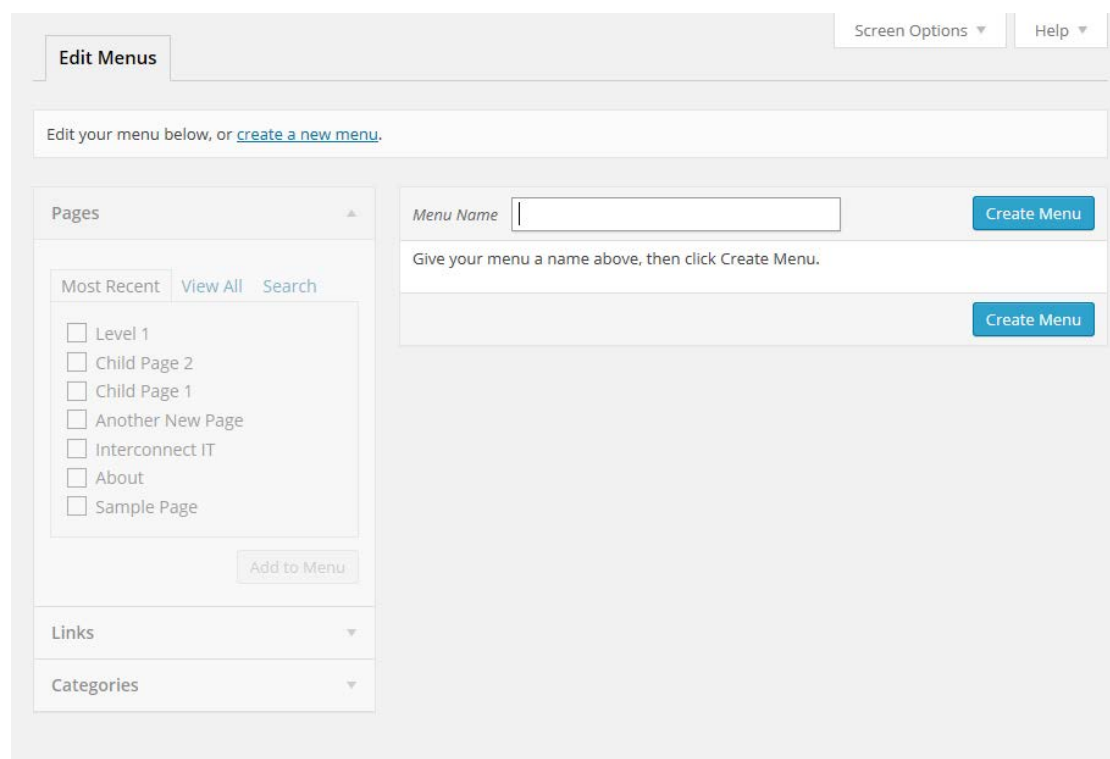 Screen Options Help
Edit Menus
Edit your menu below, or create a new menu.
Pages
Menu Name Create Menu
Give your menu a name above, then click Create Menu.
Most Recent View All Search
Create Menu
Level 1
Child Page 2
Child Page 1
Another New Page
Interconnect IT
About
Sample Page
Add to Menu
Links
Categories